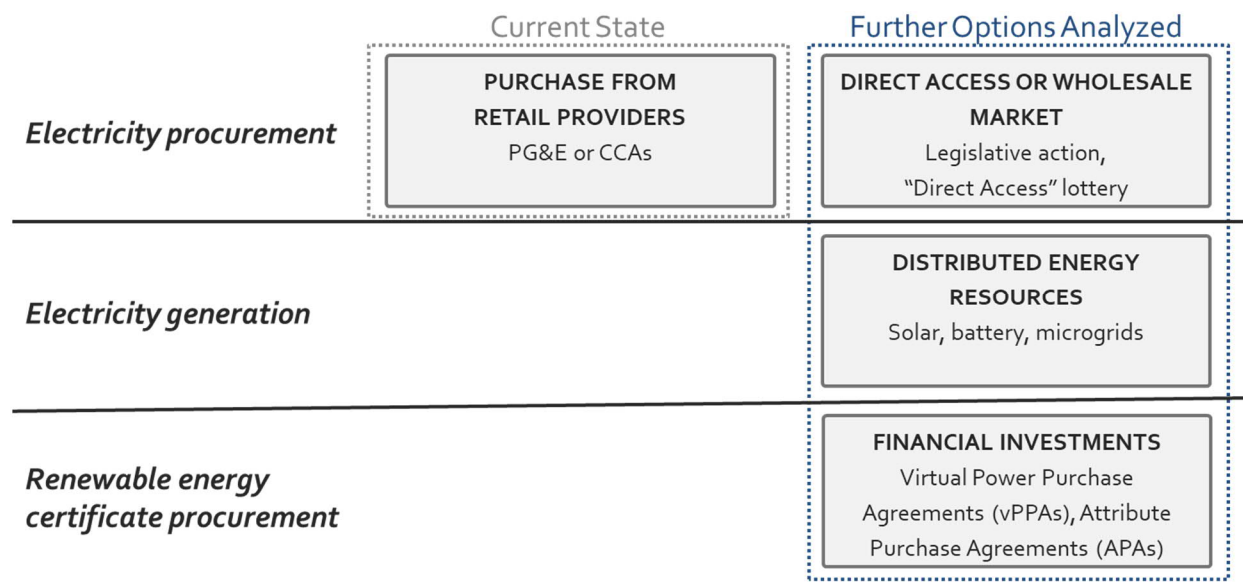 Current State
Further Options Analyzed
Electricity procurement
PURCHASE FROM
RETAIL PROVIDERS
PG&E or CCAs
DIRECT ACCESS OR WHOLESALE
MARKET
Legislative action,
“Direct Access” lottery
Electricity generation
DISTRIBUTED ENERGY
RESOURCES
Solar, battery, microgrids
Renewable energy
certificate procurement
FINANCIAL INVESTMENTS
Virtual Power Purchase
Agreements (vPPAs), Attribute
Purchase Agreements (APAs)